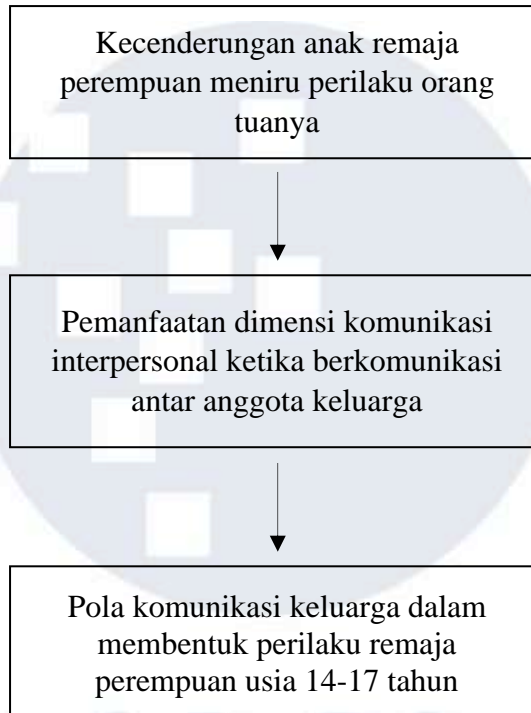 Kecenderungan anak remaja
perempuan meniru perilaku orang
tuanya
Pemanfaatan dimensi komunikasi
interpersonal ketika berkomunikasi
antar anggota keluarga
Pola komunikasi keluarga dalam
membentuk perilaku remaja
perempuan usia 14-17 tahun